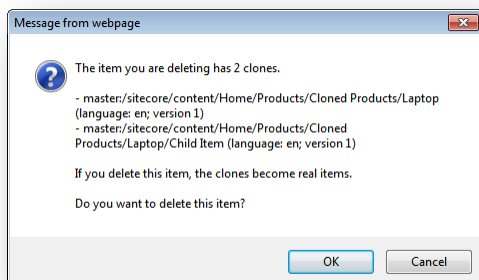 Message from webpage
The item you are deleting has 2 clones.
- master:/sitecore/content/Home/Products/Cloned Products/Laptop
(language: en; version 1)
- master:/sitecore/content/Home/Products/Cloned
Products/Laptop/Child Item (language: en; version 1)
If you delete this item, the clones become real items.
Do you want to delete this item?
OK
Cancel